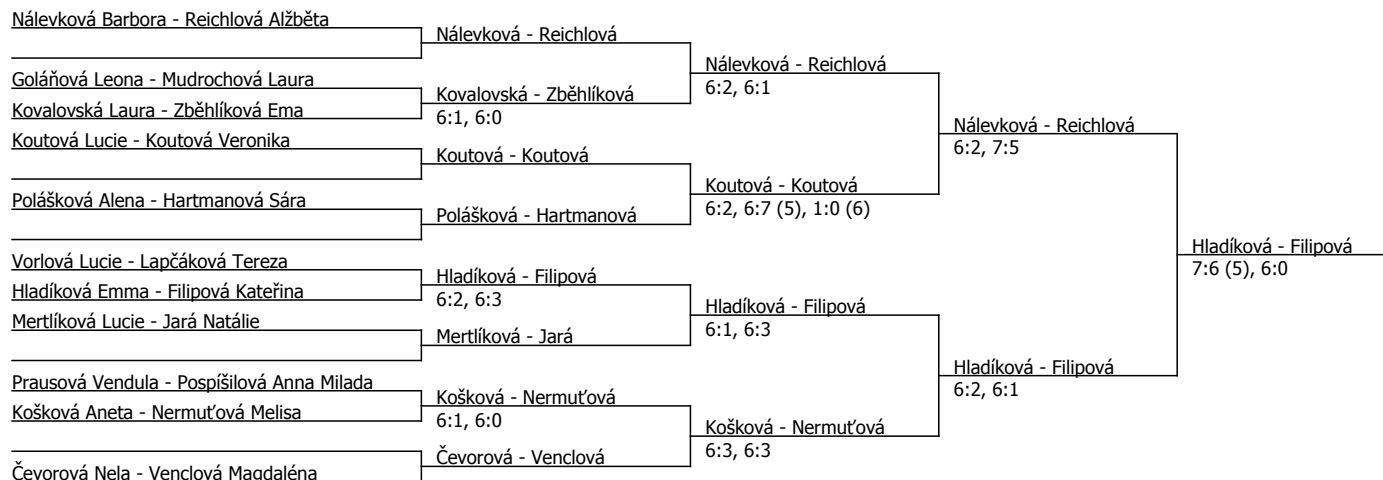 Nálevková Barbora - Reichlová Alžběta
Goláňová Leona - Mudrochová Laura
Kovalovská Laura - Zběhlíková Ema
Koutová Lucie - Koutová Veronika
Polášková Alena - Hartmanová Sára
Vorlová Lucie - Lapčáková Tereza
Hladíková Emma - Filipová Kateřina
Mertlíková Lucie - Jará Natálie
Prausová Vendula - Pospíšilová Anna Milada
Košková Aneta - Nermuťová Melisa
Čevorová Nela - Venclová Magdaléna
Nálevková - Reichlová
Kovalovská - Zběhlíková
6:1, 6:0
Koutová - Koutová
Polášková - Hartmanová
Hladíková - Filipová
6:2, 6:3
Mertlíková - Jará
Košková - Nermuťová
6:1, 6:0
Čevorová - Venclová
Nálevková - Reichlová
6:2, 6:1
Koutová - Koutová
6:2, 6:7 (5), 1:0 (6)
Hladíková - Filipová
6:1, 6:3
Košková - Nermuťová
6:3, 6:3
Nálevková - Reichlová
6:2, 7:5
Hladíková - Filipová
6:2, 6:1
Hladíková - Filipová
7:6 (5), 6:0